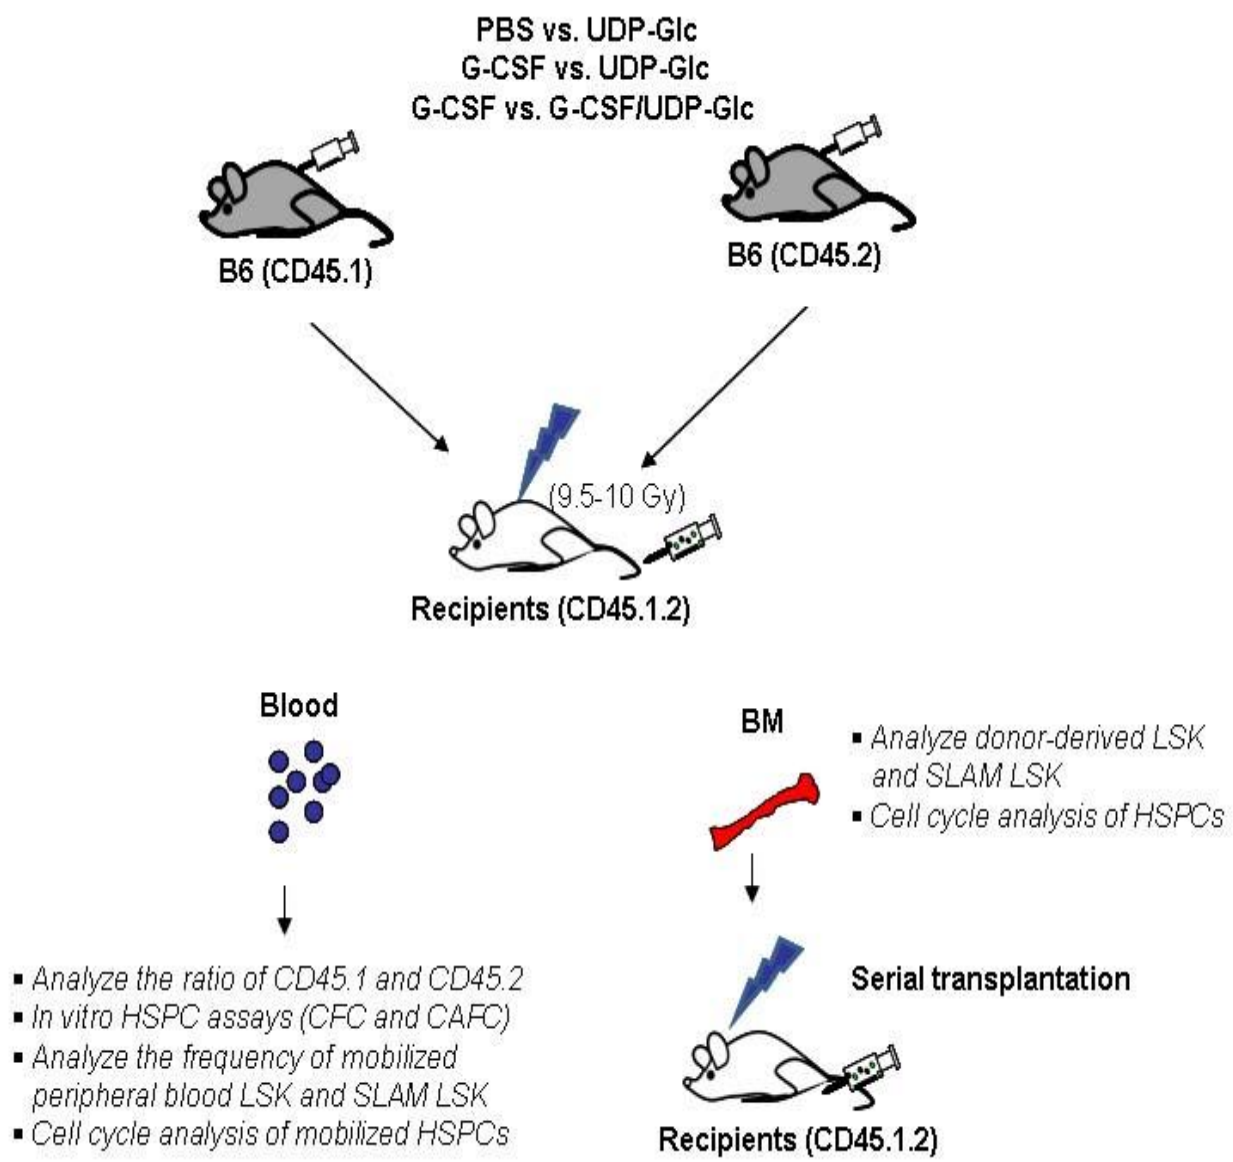 PBS vs. UDP-Glc
G-CSF vs. UDP-Glc
G-CSF vs. G-CSF/UDP-Glc
B6 (CD45.1)
B6 (CD45.2)
(9.5-10 Gy)
Recipients (CD45.1.2)
Blood
▪ Analyze the ratio of CD45.1 and CD45.2
▪ In vitro HSPC assays (CFC and CAFC)
▪ Analyze the frequency of mobilized
peripheral blood LSK and SLAM LSK
▪ Cell cycle analysis of mobilized HSPCs
BM
▪ Analyze donor-derived LSK
and SLAM LSK
▪ Cell cycle analysis of HSPCs
Serial transplantation
Recipients (CD45.1.2)